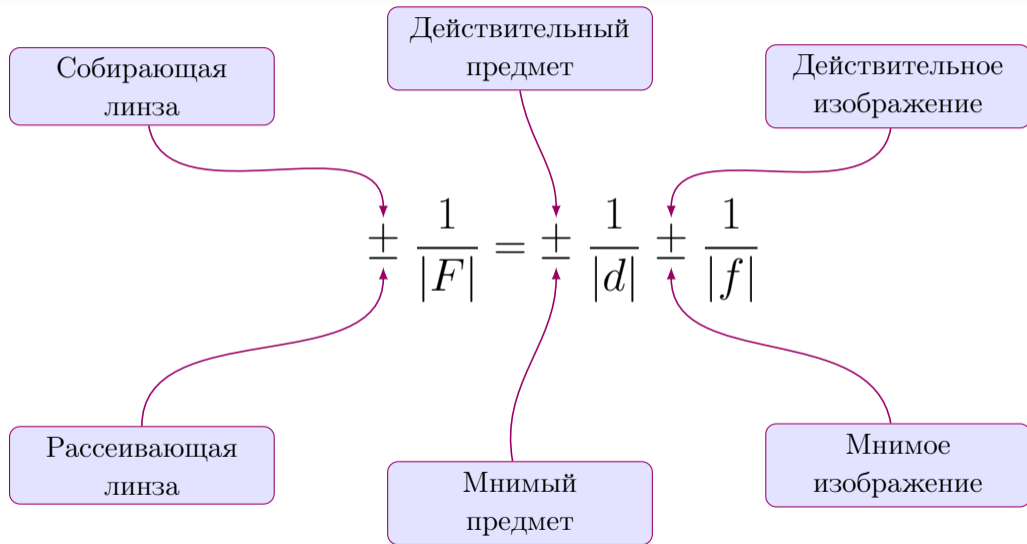 Собирающая
линза
Действительный
предмет
Действительное
изображение
± 1/|F| = ± 1/|d| ± 1/|f|
Рассеивающая
линза
Мнимый
предмет
Мнимое
изображение